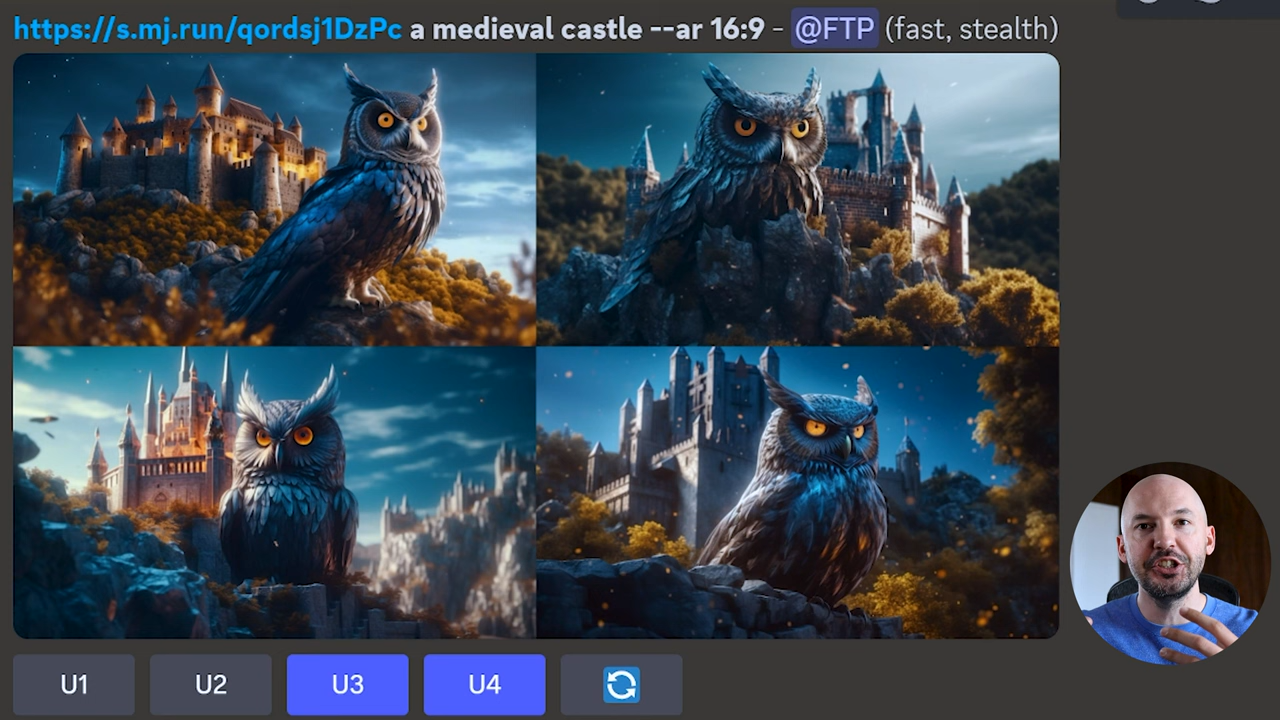 https://s.mj.run/qordsj1DzPc a medieval castle --ar 16:9 - @FTP (fast, stealth)
U1 U2 U3 U4